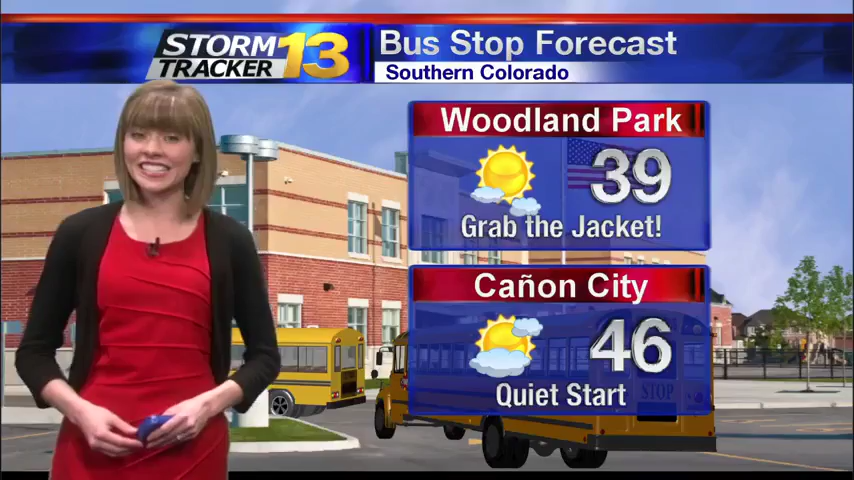 STORM
TRACKER 13
Bus Stop Forecast
Southern Colorado
Woodland Park
39
Grab the Jacket!
Cañon City
46
Quiet Start
STOP